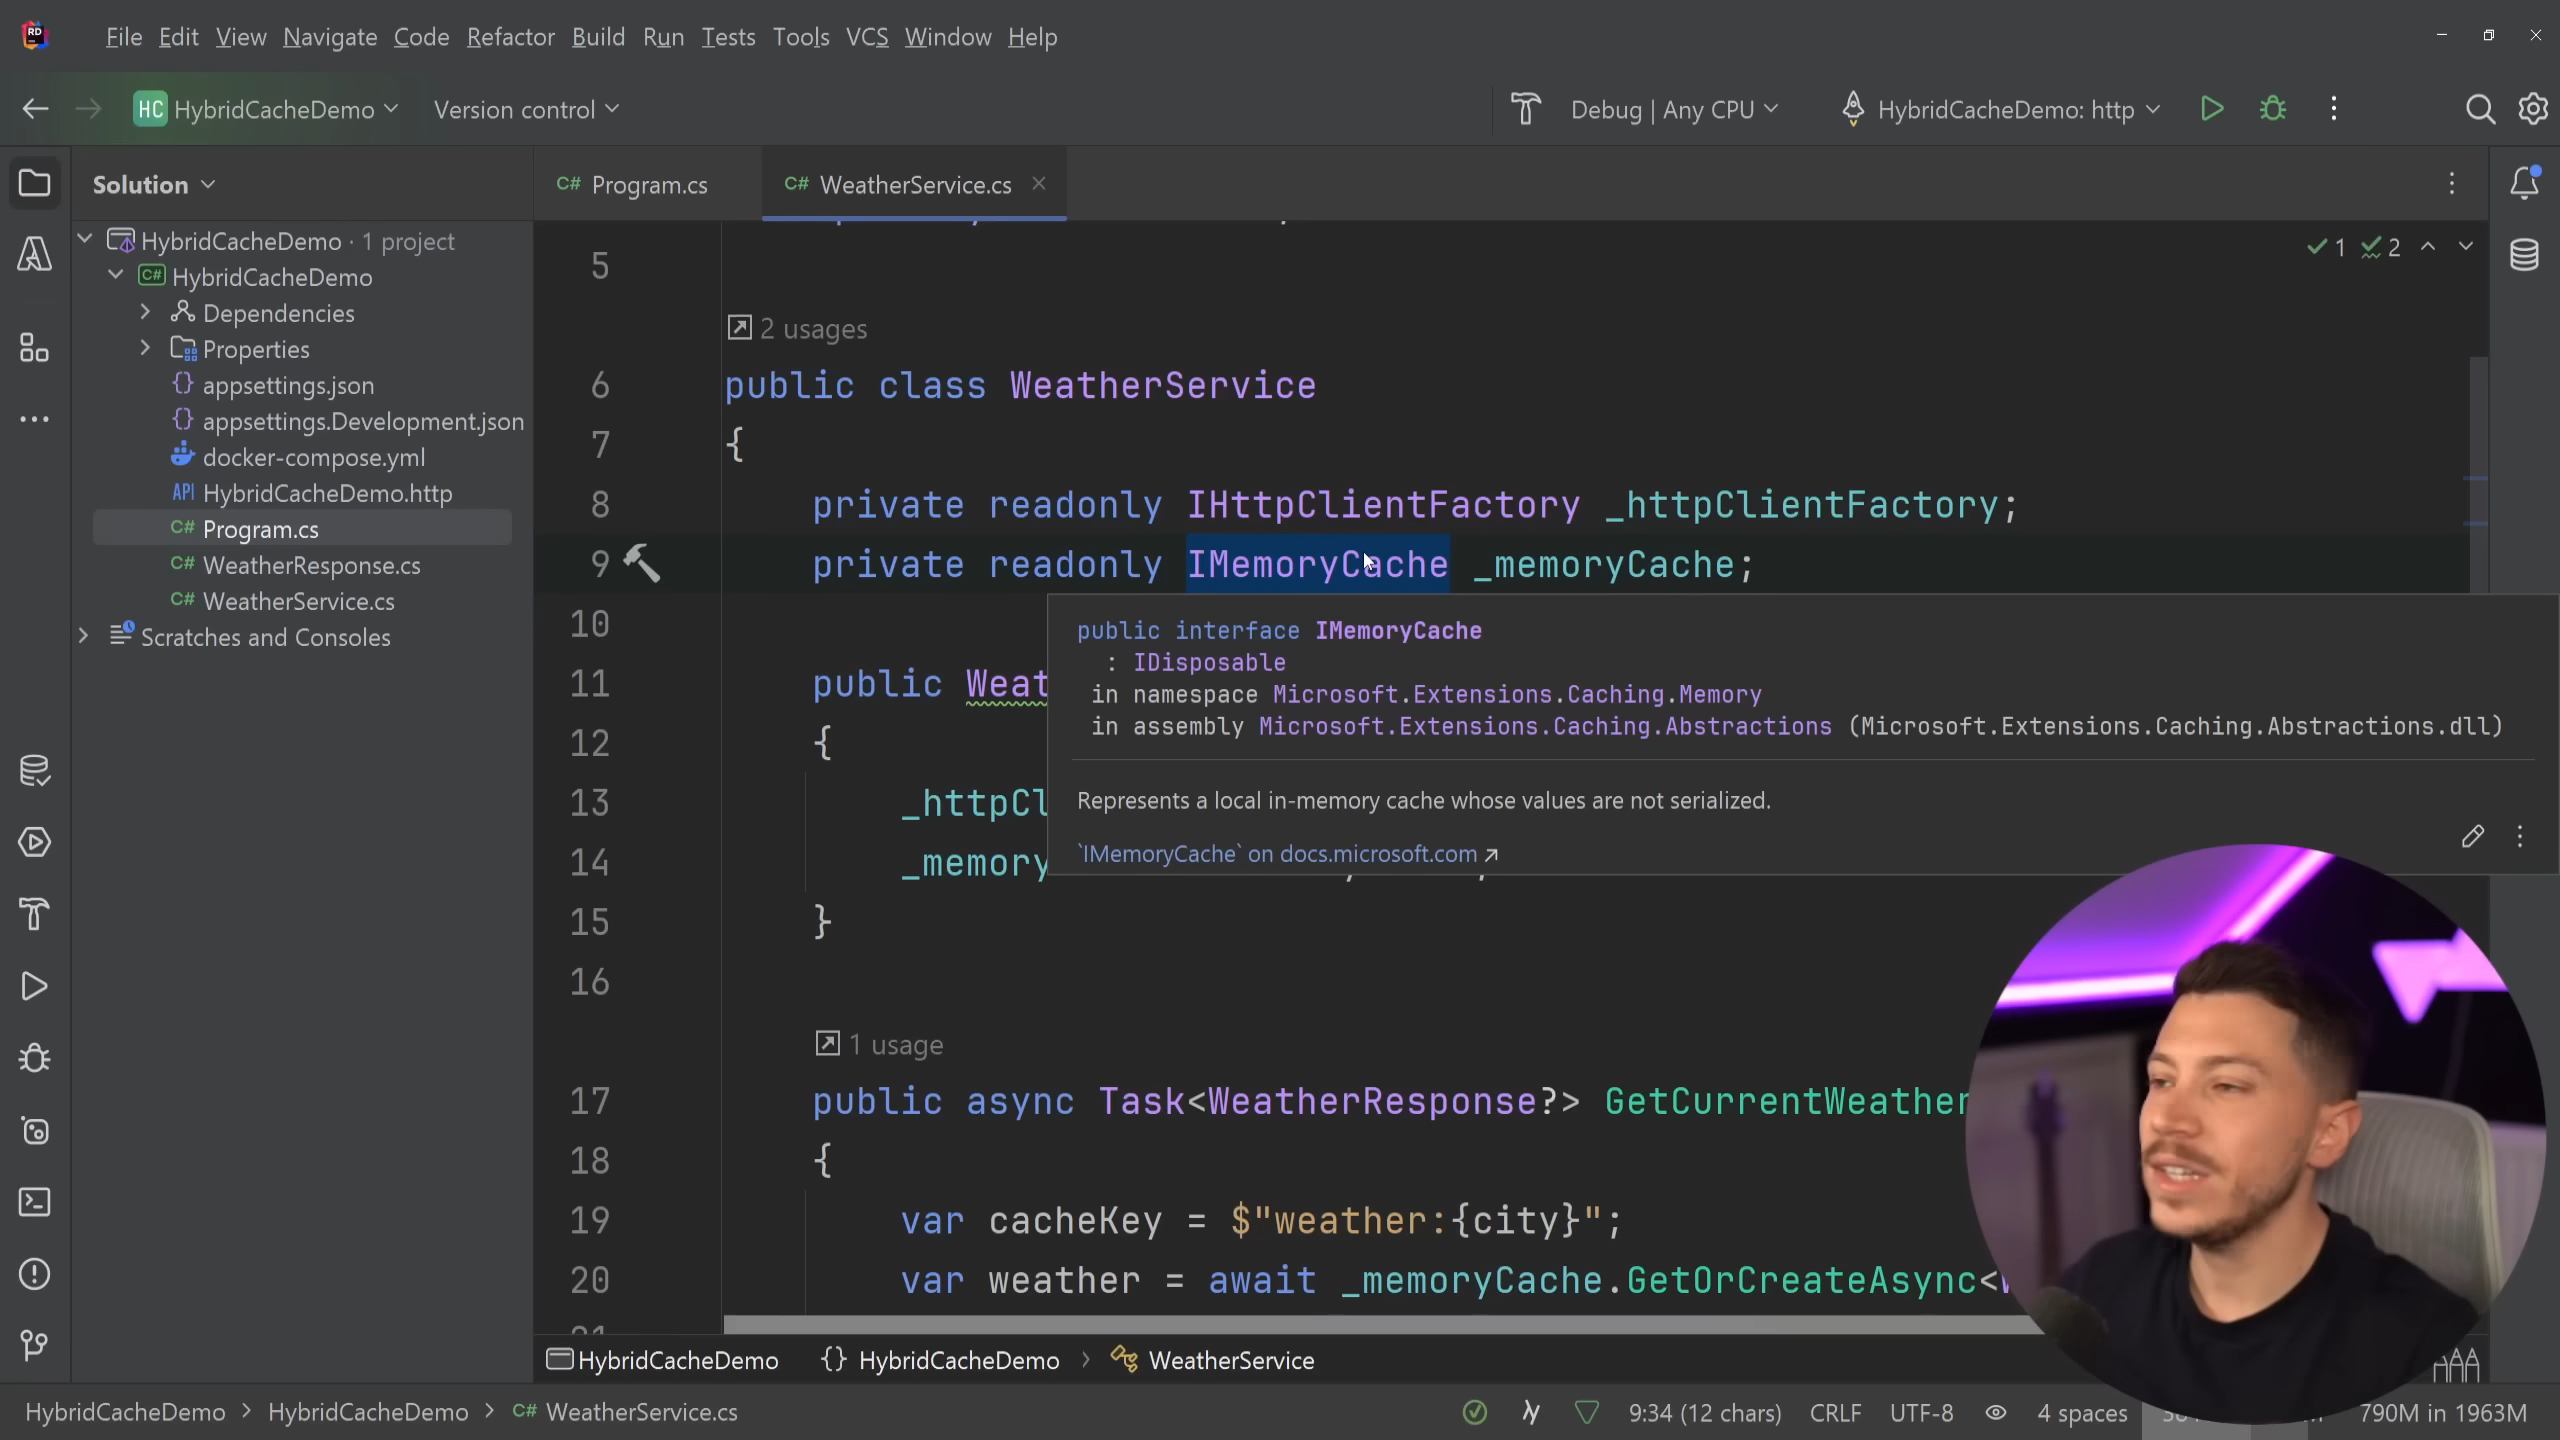 RD
File Edit View Navigate Code Refactor Build Run Tests Tools VCS Window Help
HC HybridCacheDemo Version control Debug | Any CPU HybridCacheDemo: http
Solution
C# Program.cs C# WeatherService.cs
HybridCacheDemo · 1 project
C# HybridCacheDemo
Dependencies
Properties
{} appsettings.json
{} appsettings.Development.json
docker-compose.yml
API HybridCacheDemo.http
C# Program.cs
C# WeatherResponse.cs
C# WeatherService.cs
Scratches and Consoles
1 2
5
2 usages
6 public class WeatherService
7 {
8 private readonly IHttpClientFactory _httpClientFactory;
9 private readonly IMemoryCache _memoryCache;
10
11 public Weat
12 {
13 _httpCl
14 _memory
15 }
16
public interface IMemoryCache
: IDisposable
in namespace Microsoft.Extensions.Caching.Memory
in assembly Microsoft.Extensions.Caching.Abstractions (Microsoft.Extensions.Caching.Abstractions.dll)
Represents a local in-memory cache whose values are not serialized.
`IMemoryCache` on docs.microsoft.com ↗
1 usage
17 public async Task<WeatherResponse?> GetCurrentWeather
18 {
19 var cacheKey = $"weather:{city}";
20 var weather = await _memoryCache.GetOrCreateAsync<
21
HybridCacheDemo {} HybridCacheDemo > WeatherService
HybridCacheDemo > HybridCacheDemo > C# WeatherService.cs 9:34 (12 chars) CRLF UTF-8 4 spaces 790M in 1963M